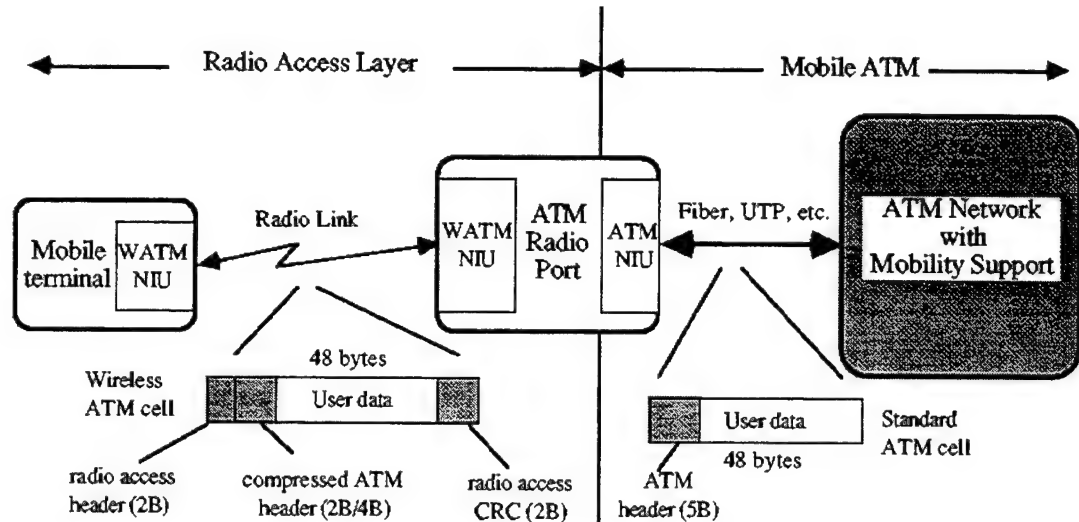 Radio Access Layer
Mobile ATM
Mobile
terminal
WATM
NIU
Radio Link
WATM
NIU
ATM
Radio
Port
ATM
NIU
Fiber, UTP, etc.
ATM Network
with
Mobility Support
Wireless
ATM cell
48 bytes
User data
radio access
header (2B)
compressed ATM
header (2B/4B)
radio access
CRC (2B)
User data
48 bytes
Standard
ATM cell
ATM
header (5B)